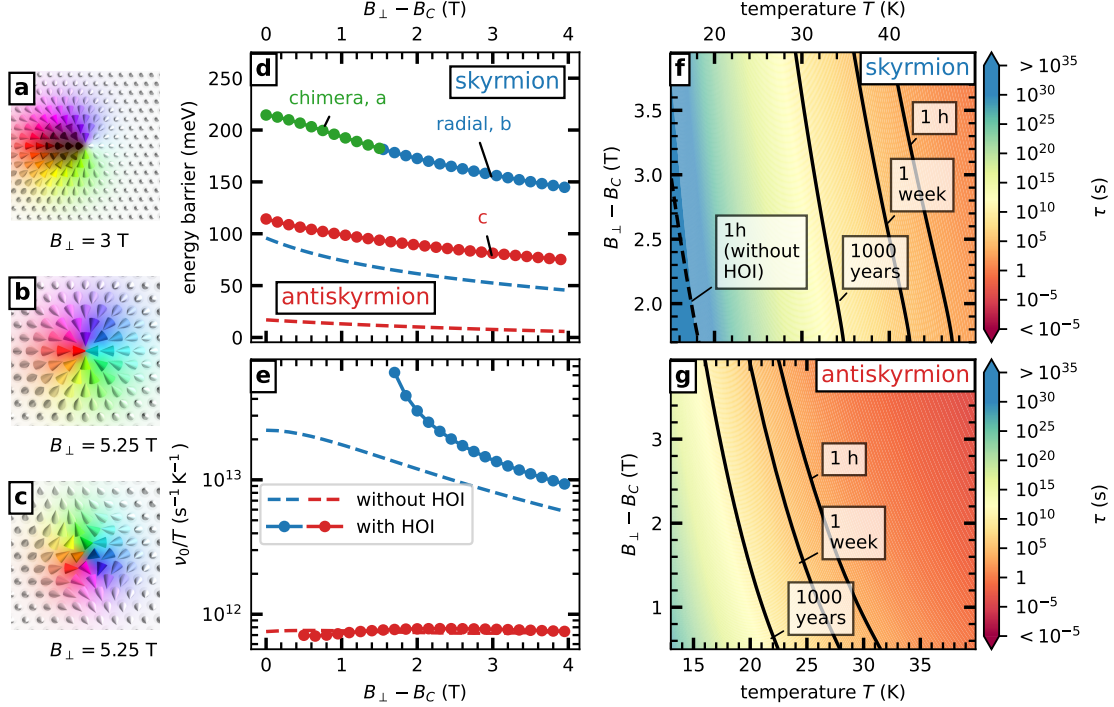 a
B⊥ = 3 T
b
B⊥ = 5.25 T
c
B⊥ = 5.25 T
B⊥ − BC (T)
0 1 2 3 4
d
skyrmion
chimera, a
radial, b
c
antiskyrmion
energy barrier (meV)
250
200
150
100
50
0
e
without HOI
with HOI
ν0/T (s−1 K−1)
10^13
10^12
0 1 2 3 4
B⊥ − BC (T)
temperature T (K)
20 30 40
f
skyrmion
1 h
1
week
1h
(without
HOI)
1000
years
B⊥ − BC (T)
3.5
3.0
2.5
2.0
> 10^35
10^30
10^25
10^20
10^15
10^10
10^5
1
10^−5
< 10^−5
τ (s)
g
antiskyrmion
1 h
1
week
1000
years
B⊥ − BC (T)
3
2
1
15 20 25 30 35
temperature T (K)
> 10^35
10^30
10^25
10^20
10^15
10^10
10^5
1
10^−5
< 10^−5
τ (s)